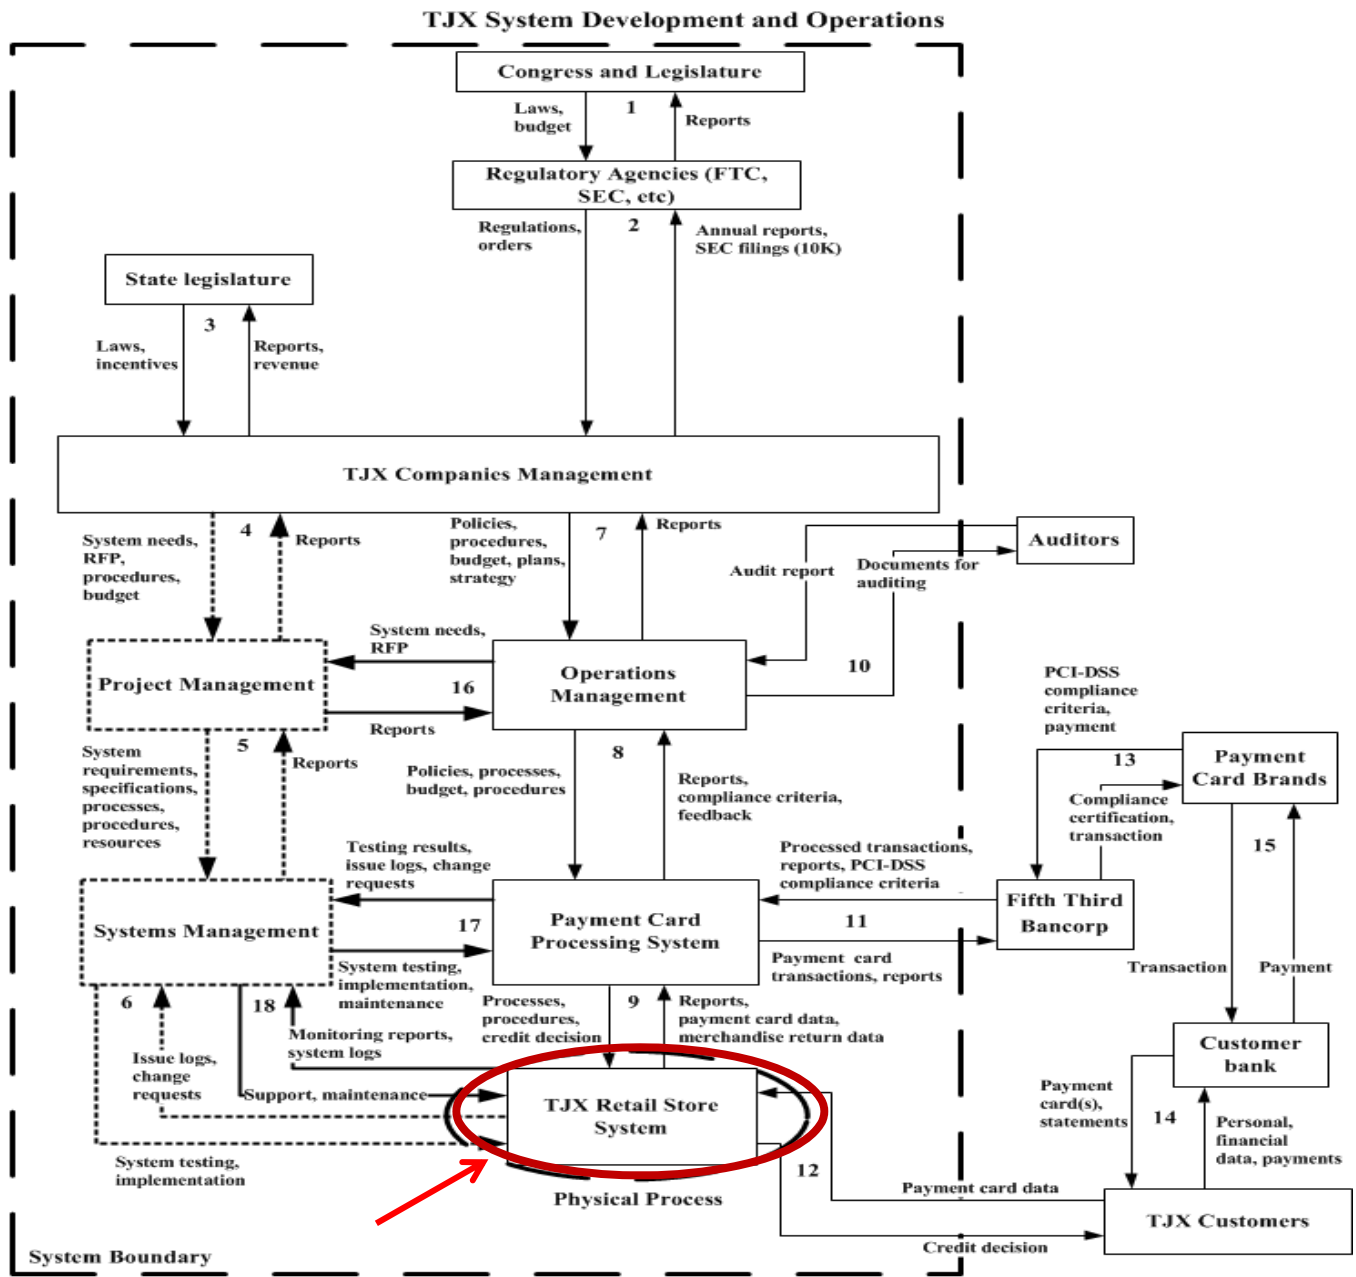 TJX System Development and Operations
Congress and Legislature
Laws,
budget
1
Reports
Regulatory Agencies (FTC,
SEC, etc)
Regulations,
orders
2
Annual reports,
SEC filings (10K)
State legislature
3
Laws,
incentives
Reports,
revenue
TJX Companies Management
System needs,
RFP,
procedures,
budget
4
Reports
Policies,
procedures,
budget, plans,
strategy
7
Reports
Auditors
Audit report
Documents for
auditing
10
System needs,
RFP
Project Management
16
Reports
Operations
Management
PCI-DSS
compliance
criteria,
payment
13
Payment
Card Brands
System
requirements,
specifications,
processes,
procedures,
resources
5
Reports
8
Policies, processes,
budget, procedures
Reports,
compliance criteria,
feedback
Compliance
certification,
transaction
15
Testing results,
issue logs, change
requests
Processed transactions,
reports, PCI-DSS
compliance criteria
Systems Management
17
Payment Card
Processing System
11
Fifth Third
Bancorp
System testing,
implementation,
maintenance
Payment card
transactions, reports
Transaction
Payment
6
18
Processes,
procedures,
credit decision
9
Reports,
payment card data,
merchandise return data
Monitoring reports,
system logs
Issue logs,
change
requests
Support, maintenance
Customer
bank
TJX Retail Store
System
Payment
card(s),
statements
14
Personal,
financial
data, payments
System testing,
implementation
12
Physical Process
Payment card data
TJX Customers
Credit decision
System Boundary